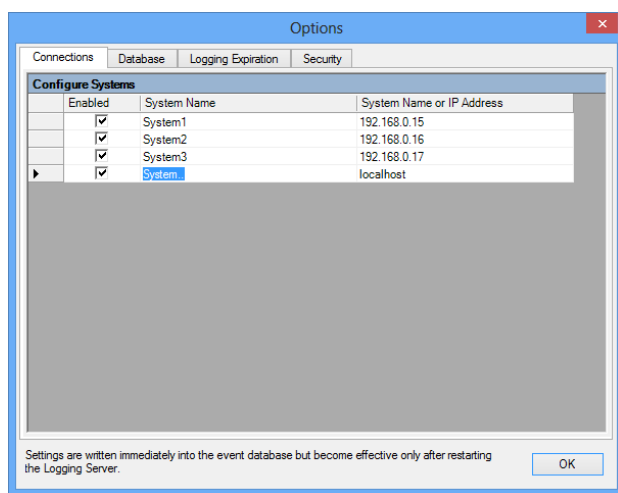 Options
Connections Database Logging Expiration Security
Configure Systems
Enabled System Name System Name or IP Address
System1 192.168.0.15
System2 192.168.0.16
System3 192.168.0.17
System... localhost
Settings are written immediately into the event database but become effective only after restarting
the Logging Server.
OK